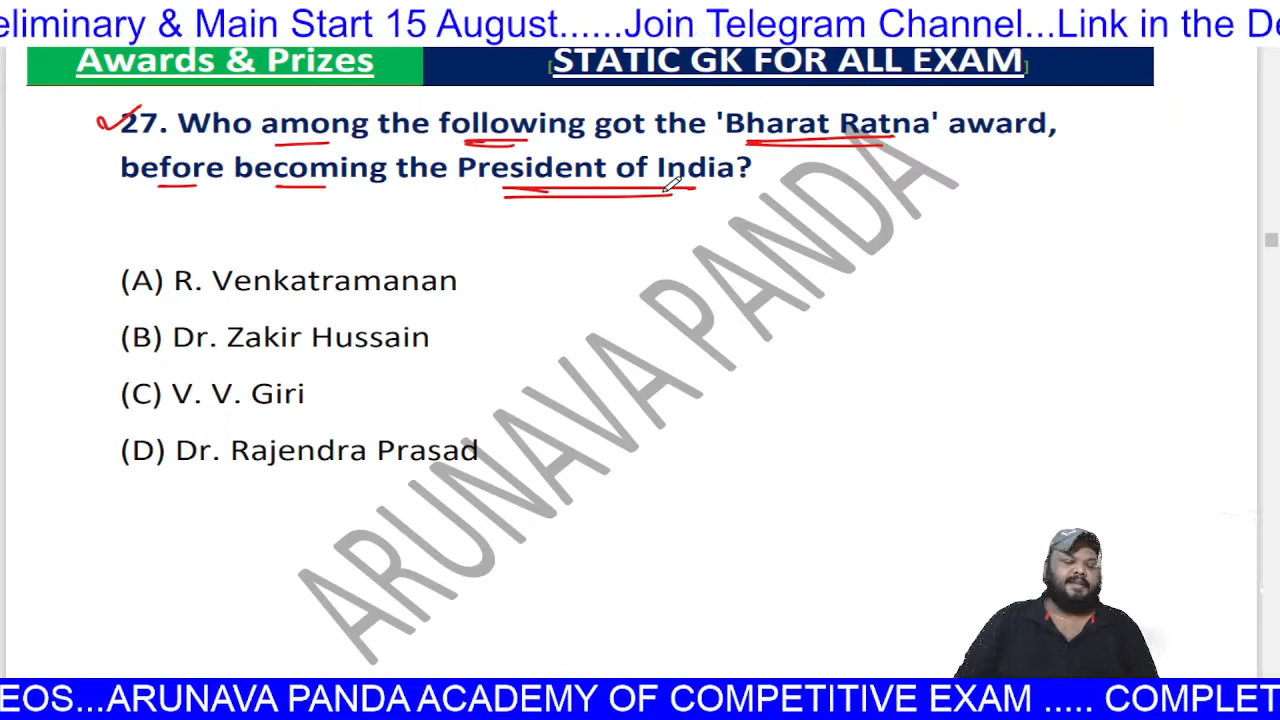 eliminary & Main Start 15 August......Join Telegram Channel...Link in the De
Awards & Prizes
[STATIC GK FOR ALL EXAM]
27. Who among the following got the 'Bharat Ratna' award,
before becoming the President of India?
(A) R. Venkatramanan
(B) Dr. Zakir Hussain
(C) V. V. Giri
(D) Dr. Rajendra Prasad
ARUNAVA PANDA
EOS...ARUNAVA PANDA ACADEMY OF COMPETITIVE EXAM ..... COMPLET